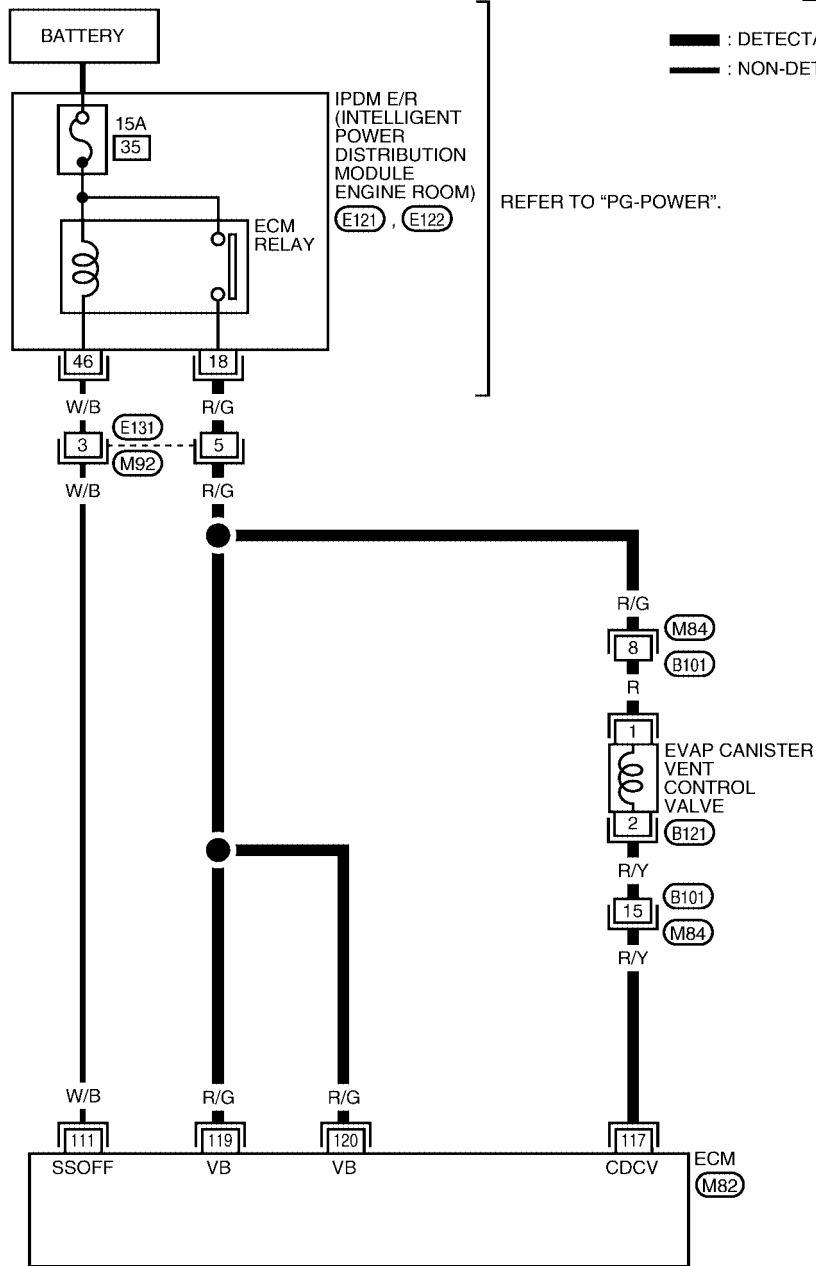 BATTERY
: DETECTA
: NON-DET
15A
35
IPDM E/R
(INTELLIGENT
POWER
DISTRIBUTION
MODULE
ENGINE ROOM)
E121 , E122
REFER TO “PG-POWER”.
ECM
RELAY
46 18
W/B R/G
E131
3 5
M92
W/B R/G
R/G
M84
8
B101
R
1
EVAP CANISTER
VENT
CONTROL
VALVE
2
B121
R/Y
B101
15
M84
R/Y
W/B R/G R/G
111 119 120 117
SSOFF VB VB CDCV
ECM
M82